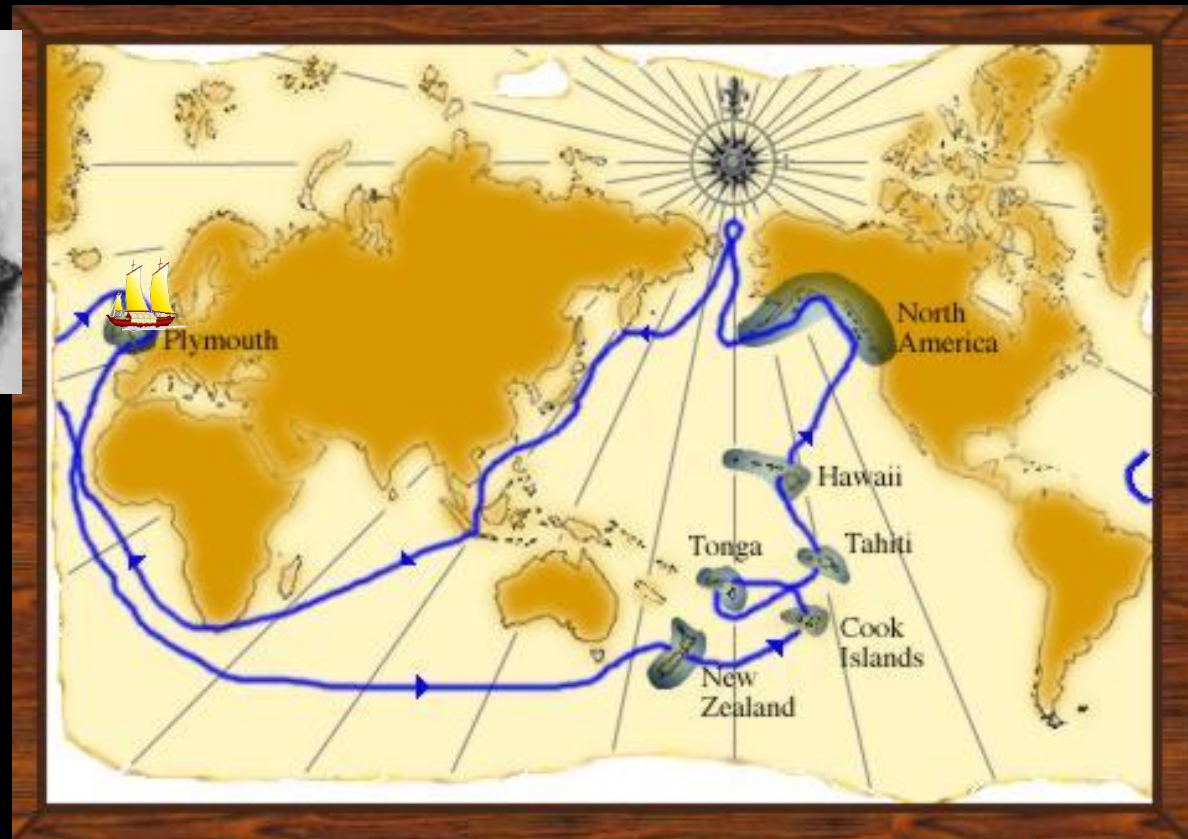 Plymouth
North
America
Hawaii
Tonga
Tahiti
Cook
Islands
New
Zealand